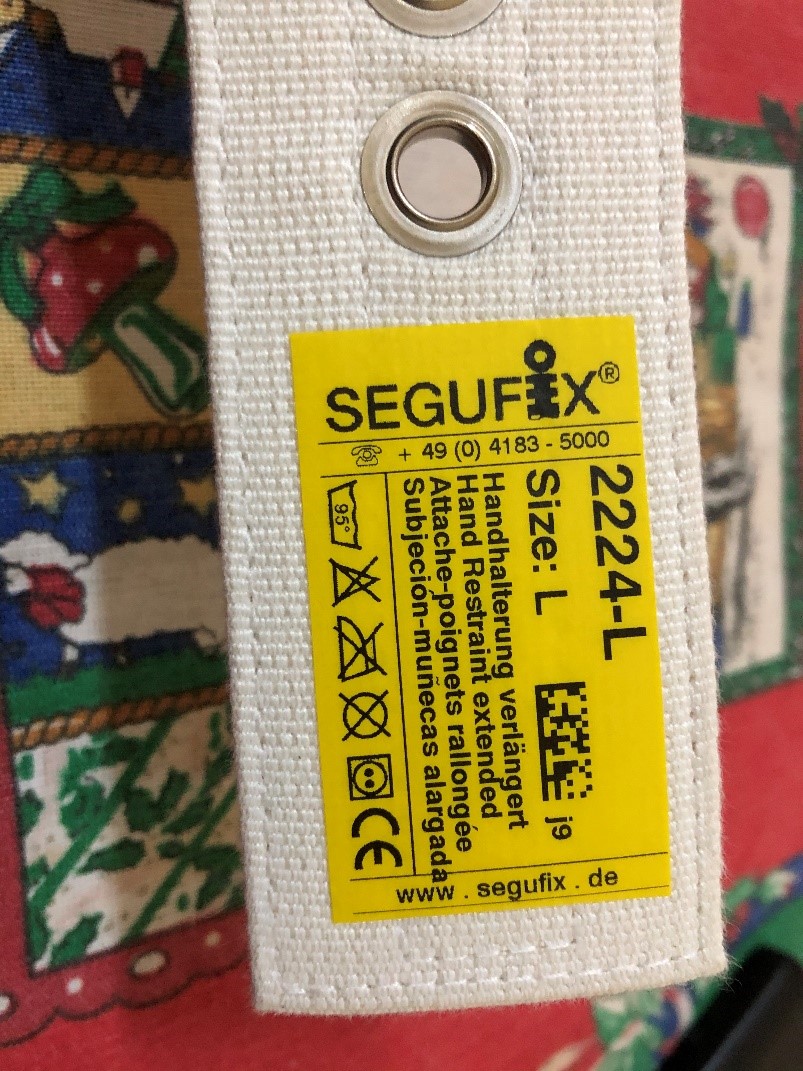 SEGUFIX®
+ 49 (0) 4183 - 5000
2224-L
Size: L
j9
Handhalterung verlängert
Hand Restraint extended
Attache-poignets rallongée
Subjeción-muñecas alargada
95°
CE
www . segufix . de